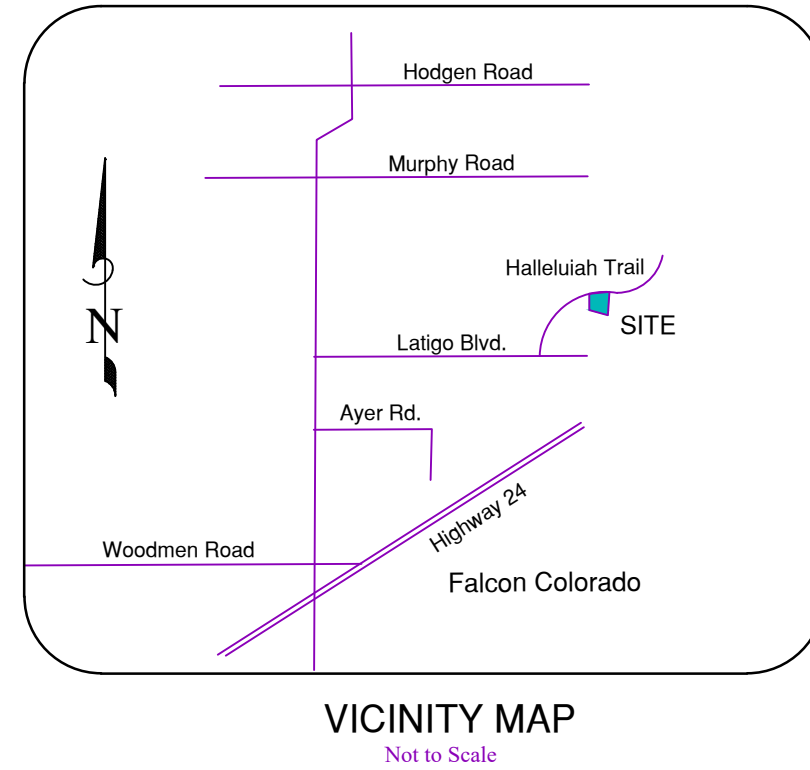 Hodgen Road
Murphy Road
Halleluiah Trail
N
SITE
Latigo Blvd.
Ayer Rd.
Highway 24
Woodmen Road
Falcon Colorado
VICINITY MAP
Not to Scale